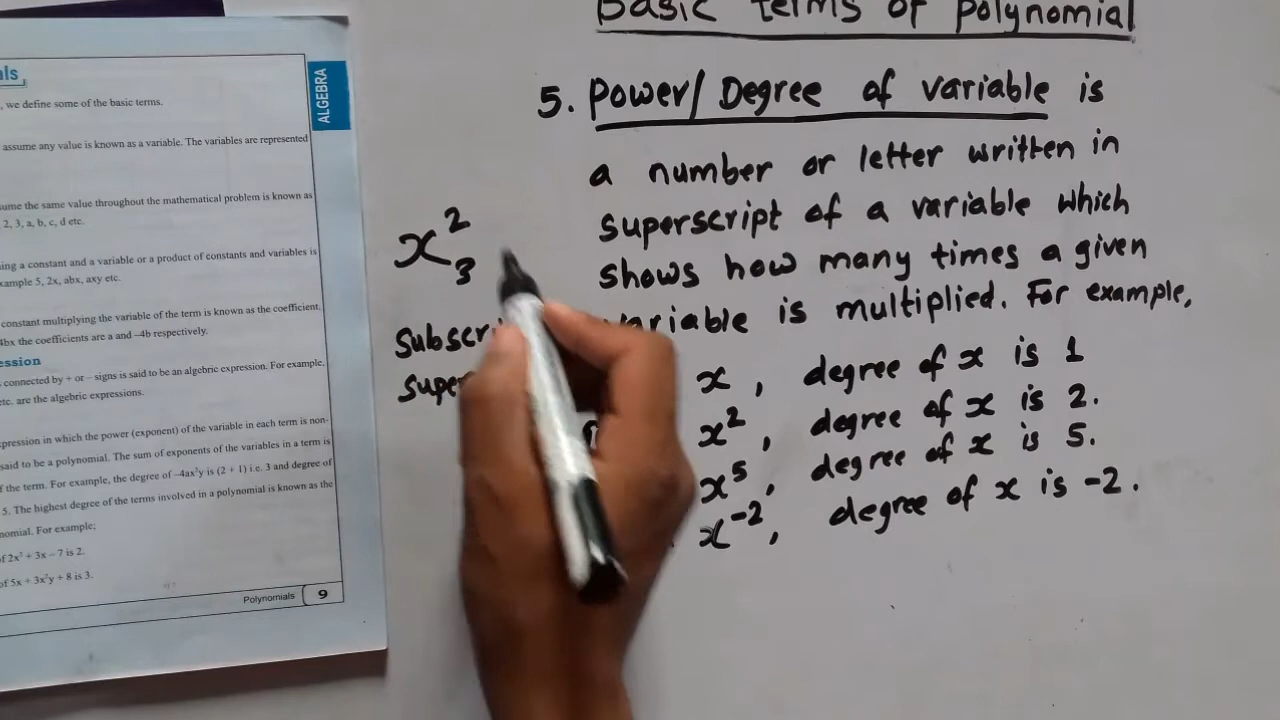 als
, we define some of the basic terms.
assume any value is known as a variable. The variables are represented
ume the same value throughout the mathematical problem is known as
2, 3, a, b, c, d etc.
ing a constant and a variable or a product of constants and variables is
xample 5, 2x, abx, axy etc.
constant multiplying the variable of the term is known as the coefficient.
4bx the coefficients are a and –4b respectively.
ession
connected by + or – signs is said to be an algebric expression. For example,
etc. are the algebric expressions.
pression in which the power (exponent) of the variable in each term is non-
said to be a polynomial. The sum of exponents of the variables in a term is
f the term. For example, the degree of –4ax²y is (2 + 1) i.e. 3 and degree of
5. The highest degree of the terms involved in a polynomial is known as the
nomial. For example;
of 2x² + 3x – 7 is 2.
of 5x + 3x²y + 8 is 3.
Polynomials 9
ALGEBRA
Basic terms of polynomial
5. Power/Degree of variable is
a number or letter written in
superscript of a variable which
shows how many times a given
variable is multiplied. For example,
x, degree of x is 1
x², degree of x is 2.
x⁵, degree of x is 5.
x⁻², degree of x is -2.
x₃²
Subscri
Super